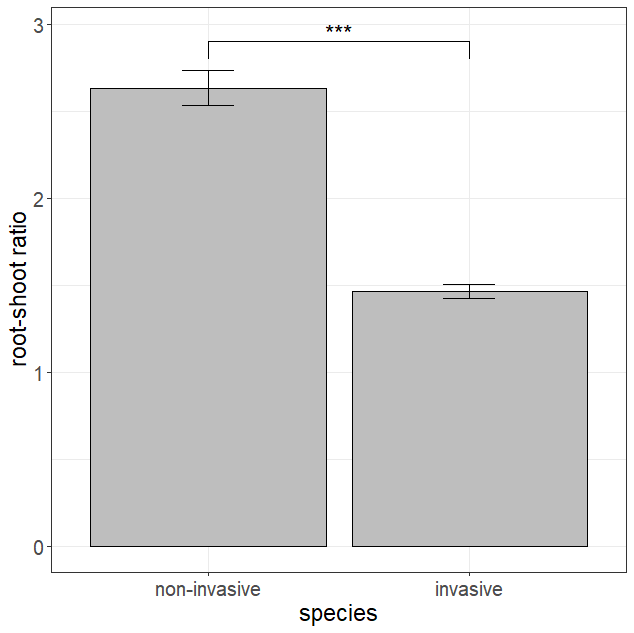 3
***
2
1
0
root-shoot ratio
non-invasive
invasive
species